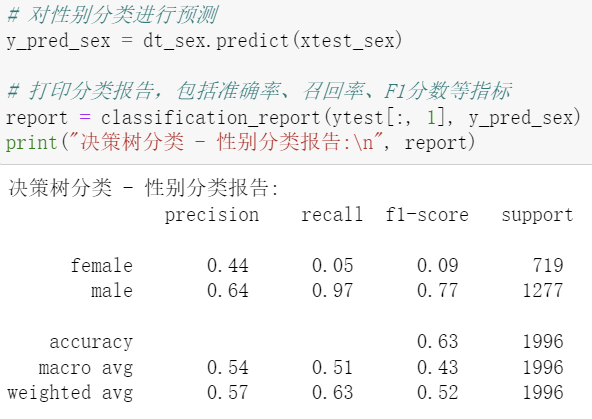 # 对性别分类进行预测
y_pred_sex = dt_sex.predict(xtest_sex)
# 打印分类报告，包括准确率、召回率、F1分数等指标
report = classification_report(ytest[:, 1], y_pred_sex)
print("决策树分类 - 性别分类报告:\n", report)
决策树分类 - 性别分类报告:
precision recall f1-score support
female 0.44 0.05 0.09 719
male 0.64 0.97 0.77 1277
accuracy 0.63 1996
macro avg 0.54 0.51 0.43 1996
weighted avg 0.57 0.63 0.52 1996